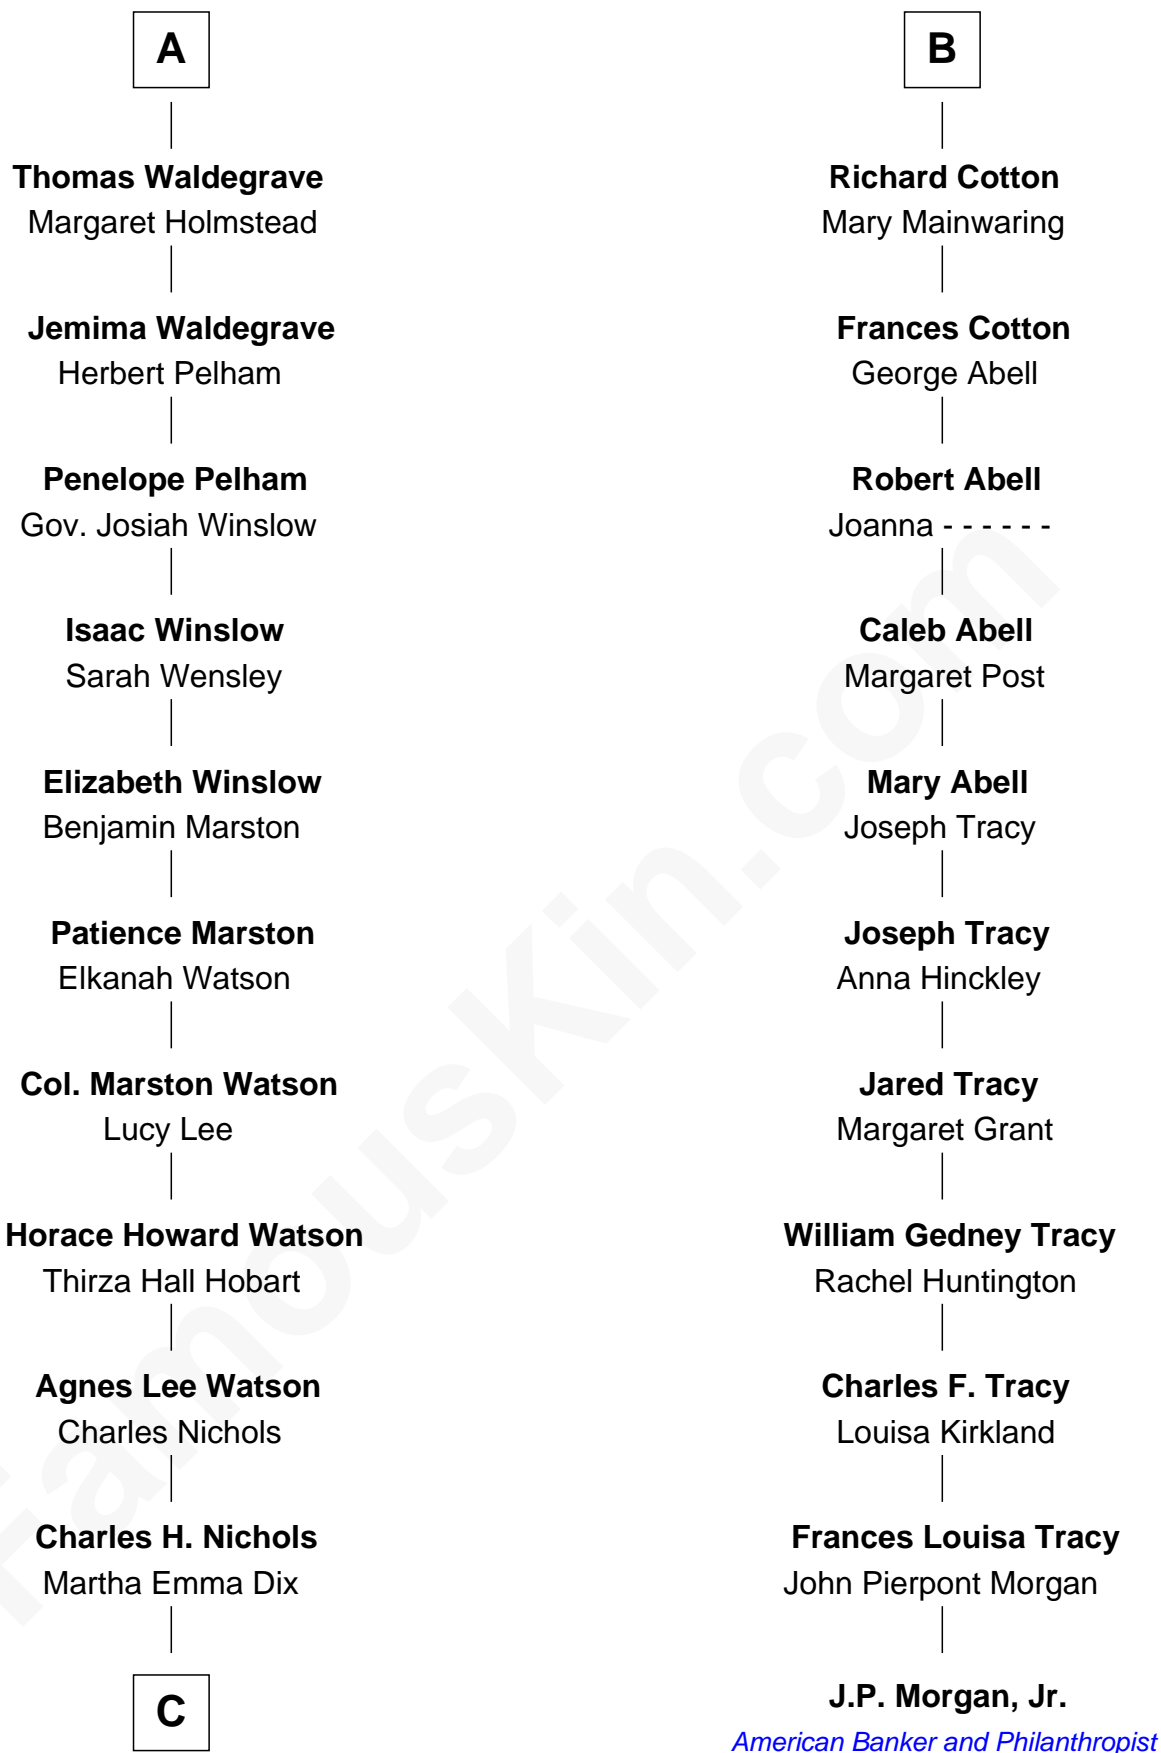 A
Thomas Waldegrave
Margaret Holmstead
Jemima Waldegrave
Herbert Pelham
Penelope Pelham
Gov. Josiah Winslow
Isaac Winslow
Sarah Wensley
Elizabeth Winslow
Benjamin Marston
Patience Marston
Elkanah Watson
Col. Marston Watson
Lucy Lee
Horace Howard Watson
Thirza Hall Hobart
Agnes Lee Watson
Charles Nichols
Charles H. Nichols
Martha Emma Dix
C
B
Richard Cotton
Mary Mainwaring
Frances Cotton
George Abell
Robert Abell
Joanna - - - - - -
Caleb Abell
Margaret Post
Mary Abell
Joseph Tracy
Joseph Tracy
Anna Hinckley
Jared Tracy
Margaret Grant
William Gedney Tracy
Rachel Huntington
Charles F. Tracy
Louisa Kirkland
Frances Louisa Tracy
John Pierpont Morgan
J.P. Morgan, Jr.
American Banker and Philanthropist
FamousKin.com